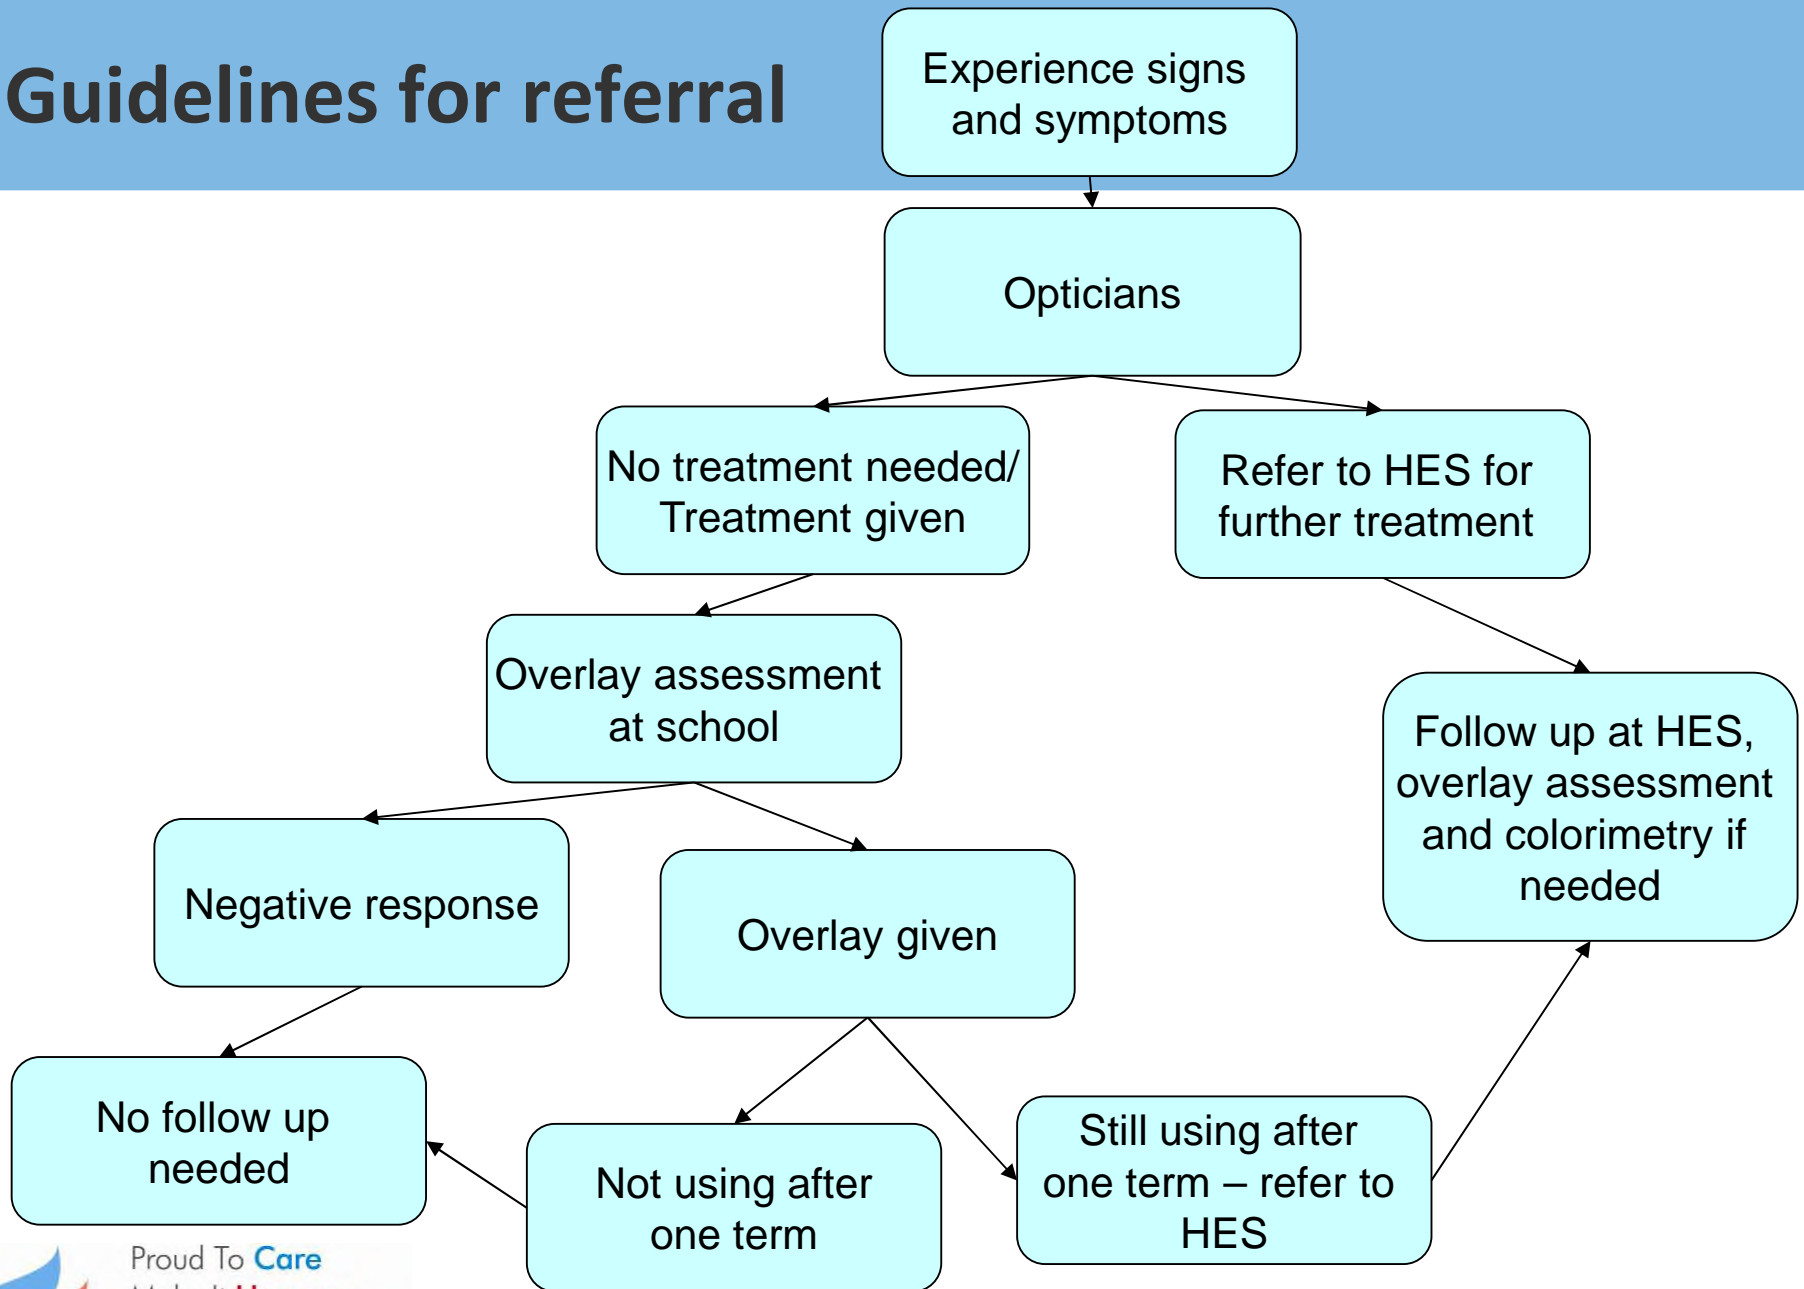 Guidelines for referral
Experience signs
and symptoms
Opticians
No treatment needed/
Treatment given
Refer to HES for
further treatment
Overlay assessment
at school
Follow up at HES,
overlay assessment
and colorimetry if
needed
Negative response
Overlay given
No follow up
needed
Not using after
one term
Still using after
one term – refer to
HES
Proud To Care